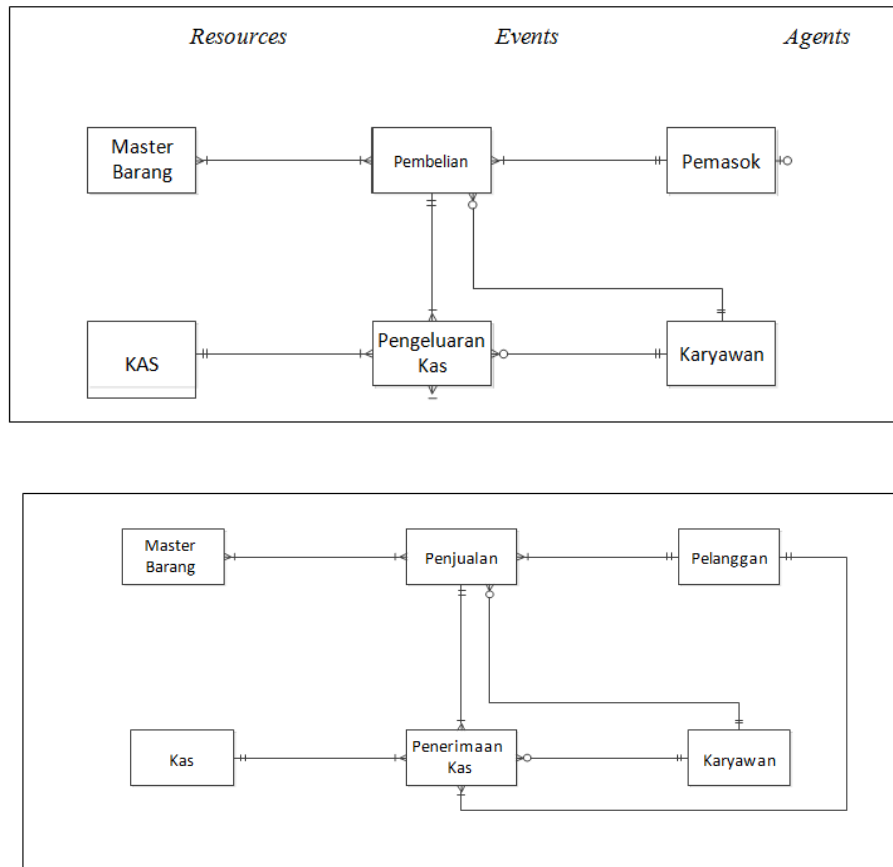 Resources Events Agents
Master
Barang
Pembelian
Pemasok
KAS
Pengeluaran
Kas
Karyawan
Master
Barang
Penjualan
Pelanggan
Kas
Penerimaan
Kas
Karyawan